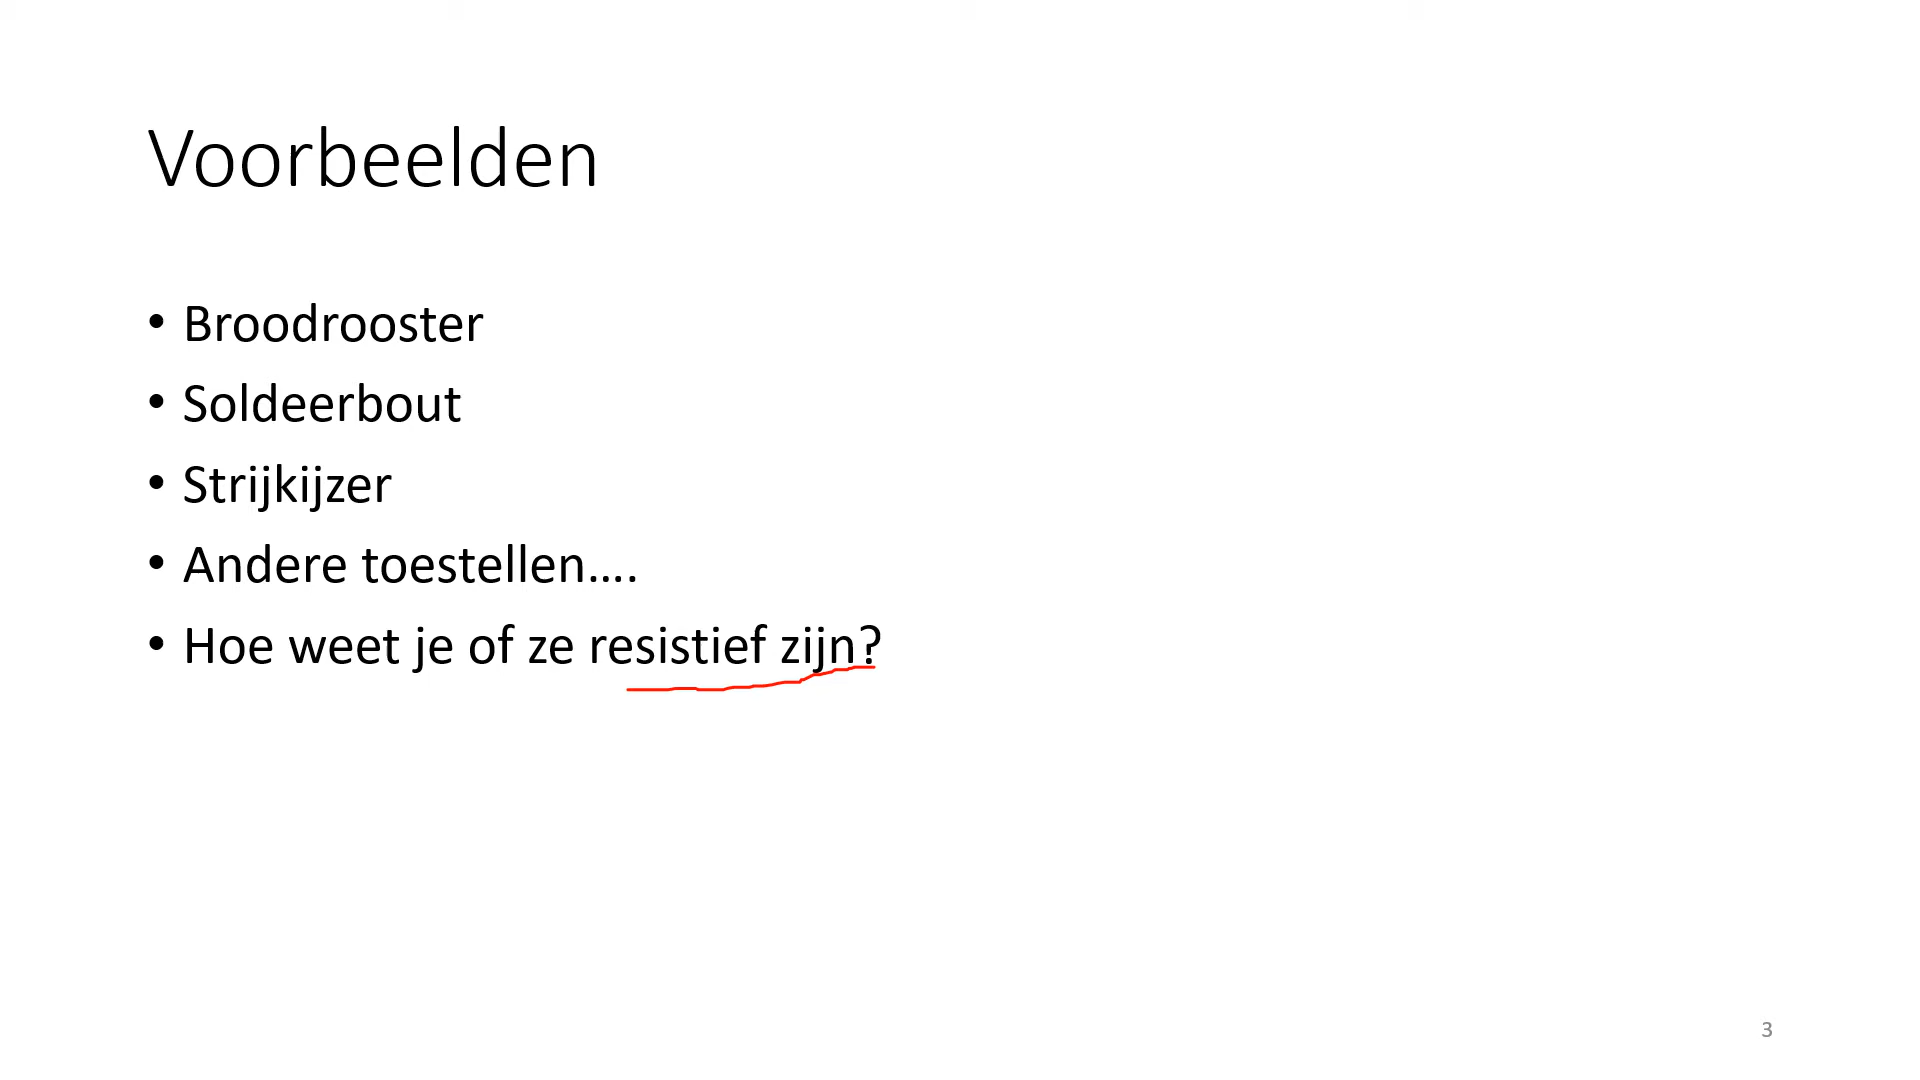 Voorbeelden
• Broodrooster
• Soldeerbout
• Strijkijzer
• Andere toestellen….
• Hoe weet je of ze resistief zijn?
3